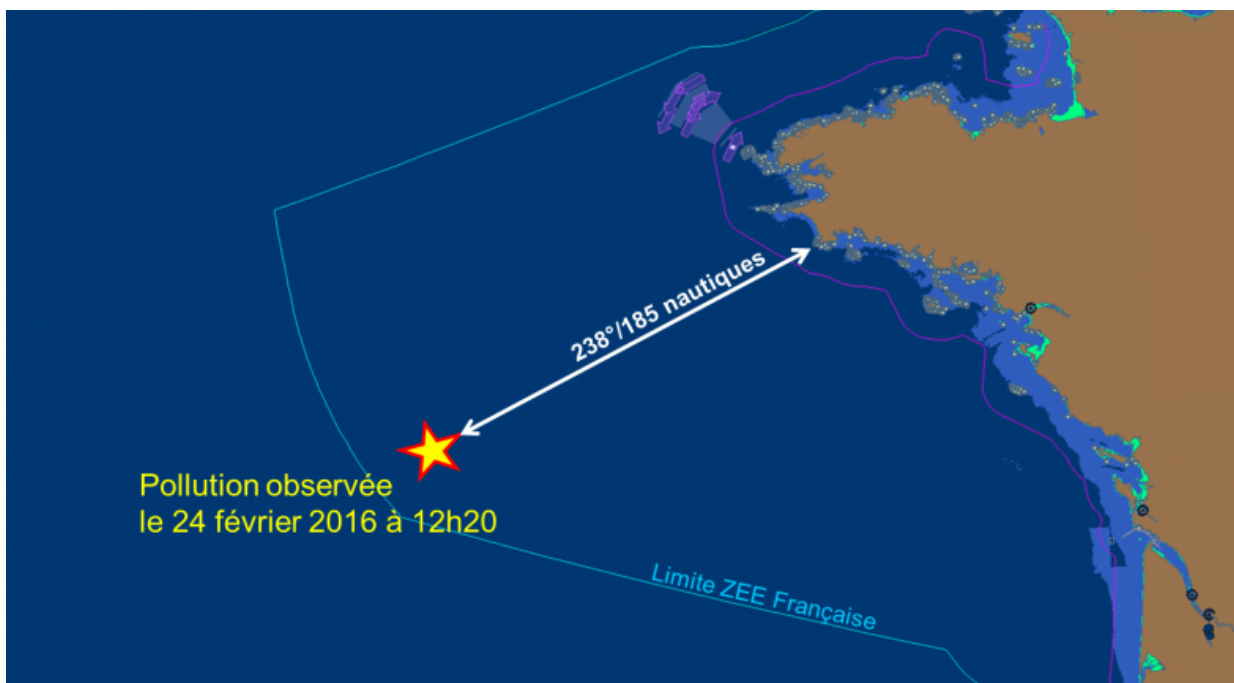 238°/185 nautiques
Pollution observée
le 24 février 2016 à 12h20
Limite ZEE Française